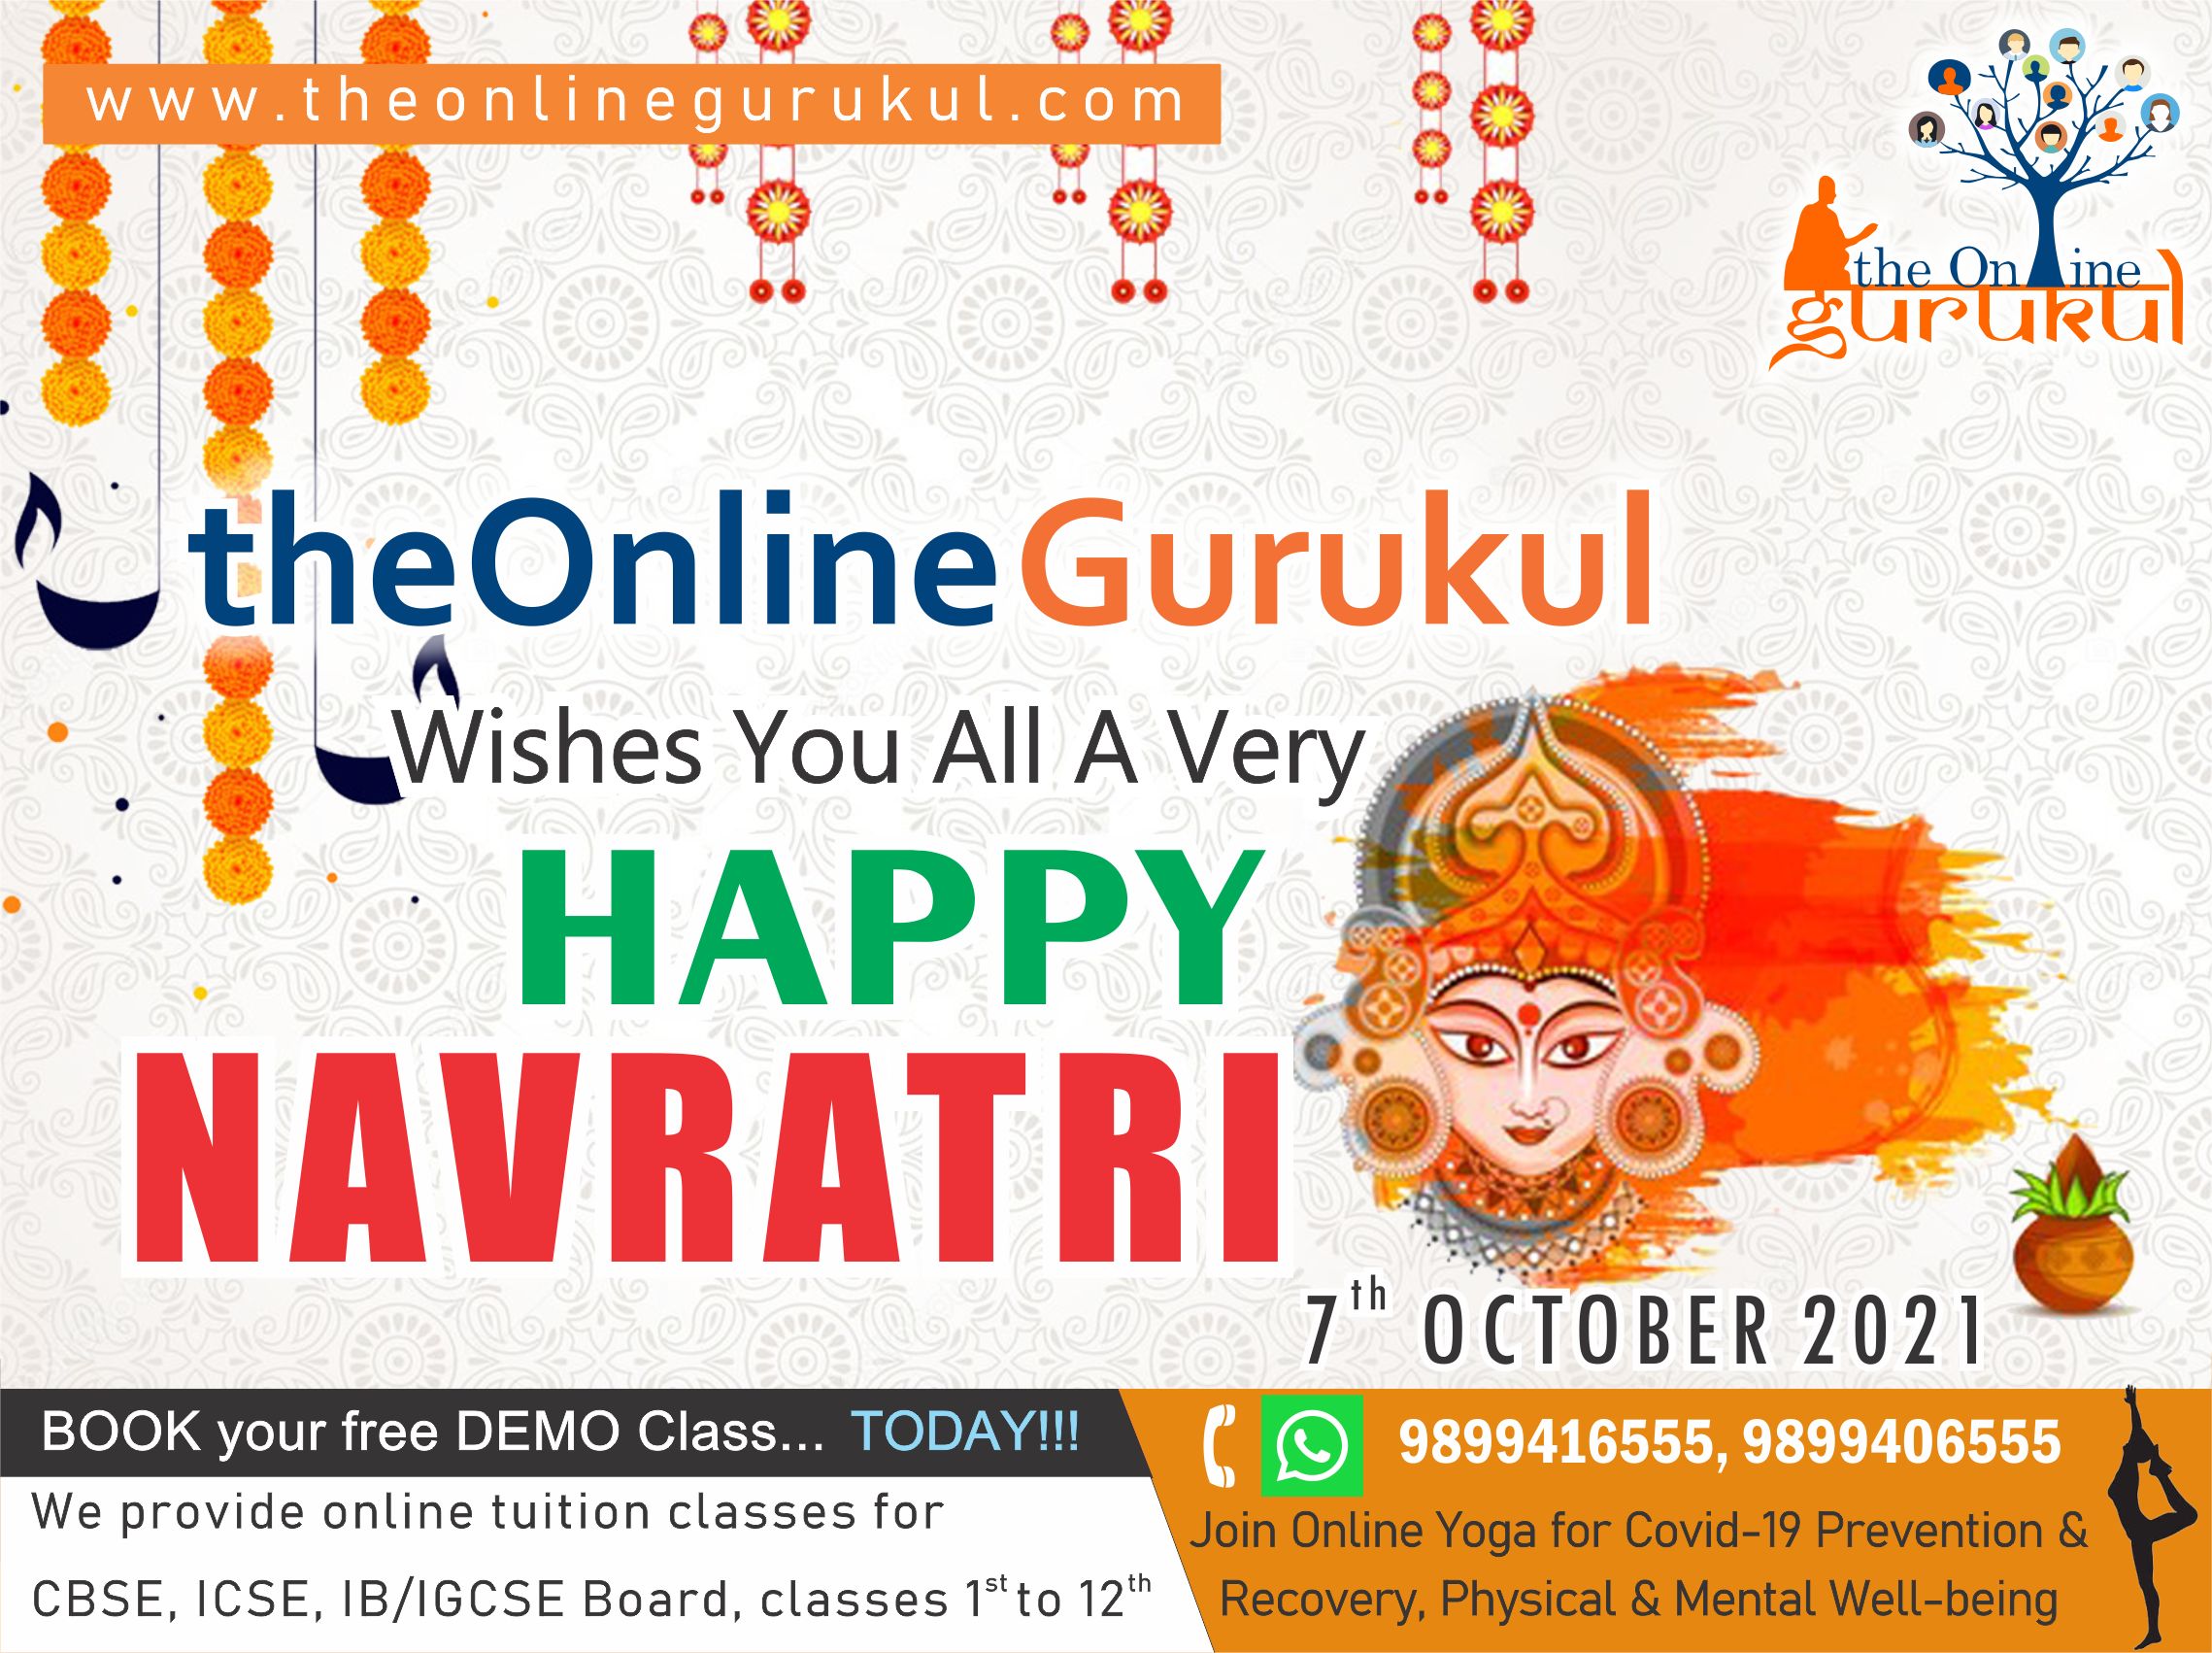 www.theonlinegurukul.com
the Online
gurukul
theOnlineGurukul
Wishes You All A Very
HAPPY
NAVRATRI
7th OCTOBER 2021
BOOK your free DEMO Class... TODAY!!!
We provide online tuition classes for
CBSE, ICSE, IB/IGCSE Board, classes 1st to 12th
9899416555, 9899406555
Join Online Yoga for Covid-19 Prevention &
Recovery, Physical & Mental Well-being